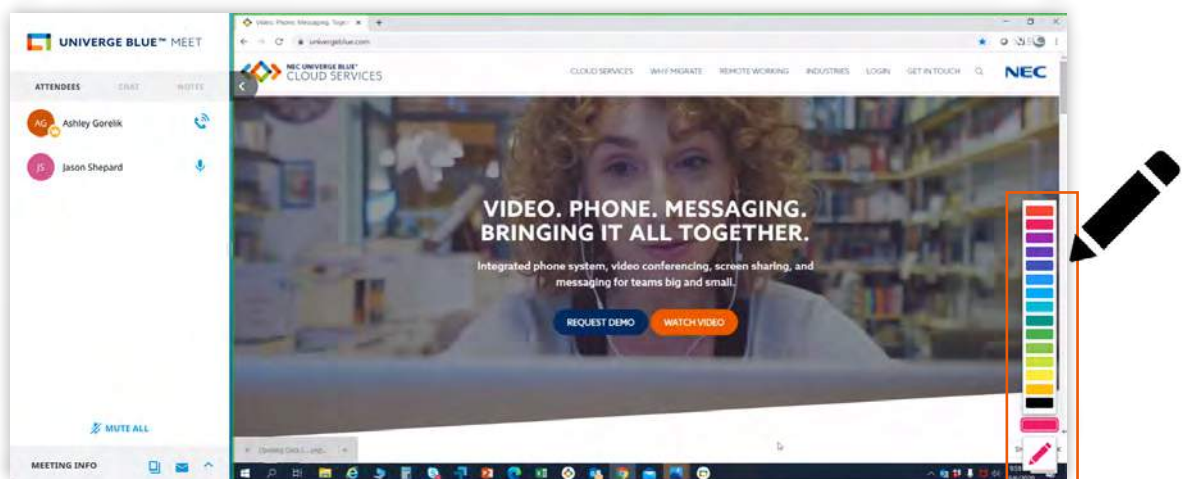 UNIVERGE BLUE™ MEET
ATTENDEES CHAT NOTES
AG Ashley Gorelik
JS Jason Shepard
MUTE ALL
MEETING INFO
univergeblue.com
NEC UNIVERGE BLUE®
CLOUD SERVICES
CLOUD SERVICES WHY MIGRATE REMOTE WORKING INDUSTRIES LOGIN GET IN TOUCH
NEC
VIDEO. PHONE. MESSAGING.
BRINGING IT ALL TOGETHER.
Integrated phone system, video conferencing, screen sharing, and
messaging for teams big and small.
REQUEST DEMO WATCH VIDEO